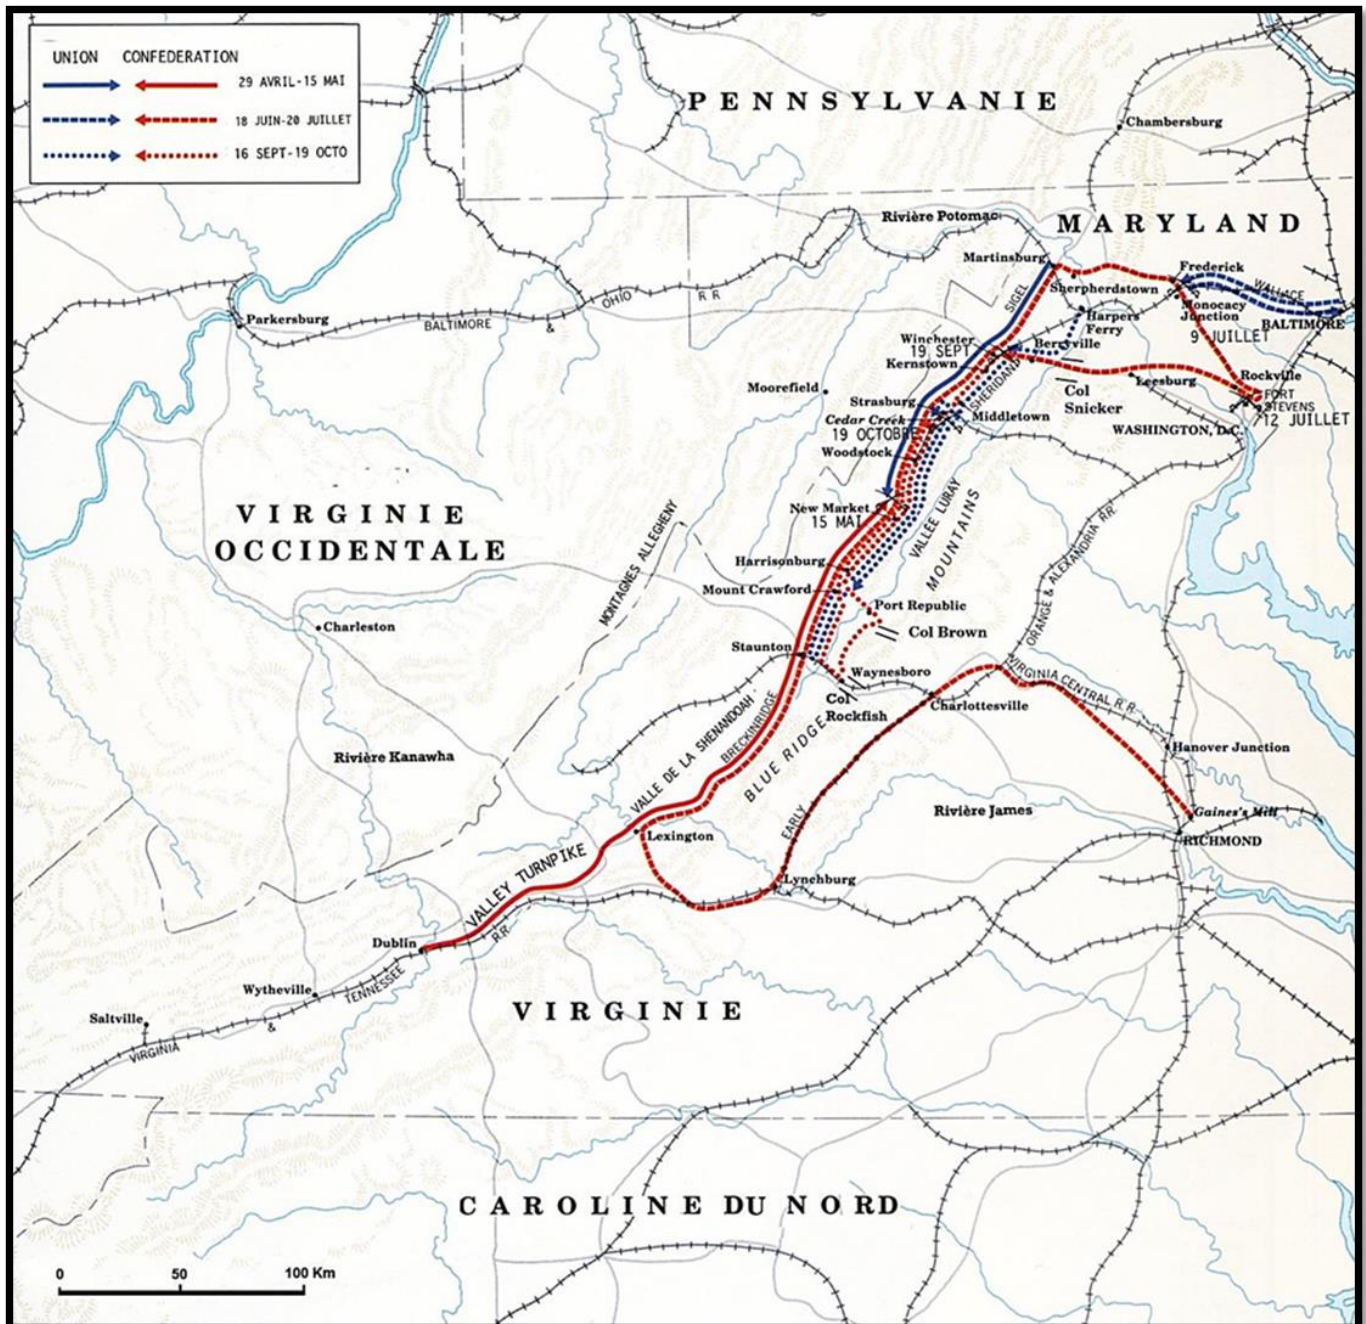 UNION CONFEDERATION
29 AVRIL-15 MAI
18 JUIN-20 JUILLET
16 SEPT-19 OCTO
PENNSYLVANIE
Chambersburg
Rivière Potomac
MARYLAND
Martinsburg
Frederick
Sherpherdstown
WALLACE
SIGEL
Monocacy
Junction
Harpers
Ferry
BALTIMORE
9 JUILLET
Parkersburg
BALTIMORE
&
OHIO
R R
Winchester
19 SEPT
Berryville
Kernstown
SHERIDAN
Rockville
Leesburg
Moorefield
Col
Snicker
FORT
STEVENS
12 JUILLET
Strasburg
Cedar Creek
Middletown
19 OCTOBRE
WASHINGTON, D.C.
Woodstock
New Market
15 MAI
VALLEE LURAY
MOUNTAINS
VIRGINIE
OCCIDENTALE
MONTAGNES ALLEGHENY
ORANGE & ALEXANDRIA RR.
Harrisonburg
Mount Crawford
Port Republic
Charleston
Col Brown
Staunton
Waynesboro
VIRGINIA CENTRAL R.R.
Col
Rockfish
Charlottesville
VALLE DE LA SHENANDOAH
BRECKINRIDGE
BLUE RIDGE
Hanover Junction
Rivière Kanawha
EARLY
Rivière James
Gaines's Mill
Lexington
RICHMOND
VALLEY TURNPIKE
Lynchburg
Dublin
R.R.
Wytheville
TENNESSEE
&
Saltville
VIRGINIA
VIRGINIE
CAROLINE DU NORD
0 50 100 Km